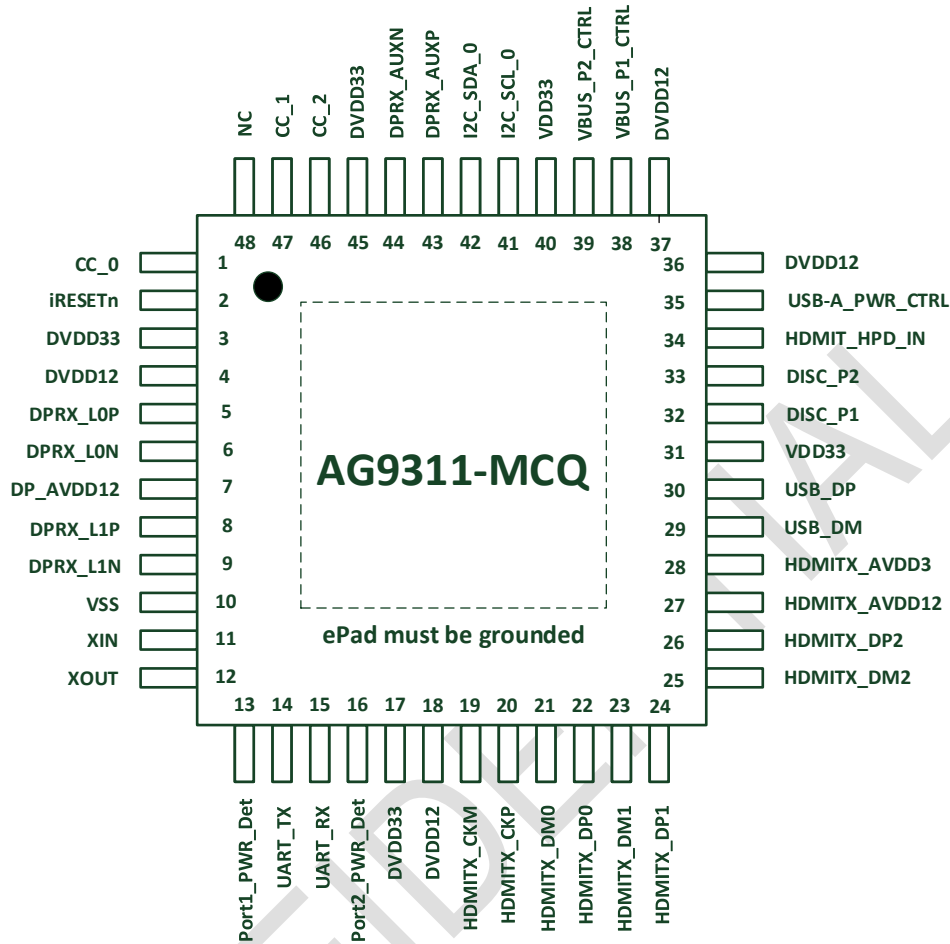 NC
CC_1
CC_2
DVDD33
DPRX_AUXN
DPRX_AUXP
I2C_SDA_0
I2C_SCL_0
VDD33
VBUS_P2_CTRL
VBUS_P1_CTRL
DVDD12
48 47 46 45 44 43 42 41 40 39 38 37
CC_0 1
iRESETn 2
DVDD33 3
DVDD12 4
DPRX_L0P 5
DPRX_L0N 6
DP_AVDD12 7
DPRX_L1P 8
DPRX_L1N 9
VSS 10
XIN 11
XOUT 12
AG9311-MCQ
ePad must be grounded
36 DVDD12
35 USB-A_PWR_CTRL
34 HDMIT_HPD_IN
33 DISC_P2
32 DISC_P1
31 VDD33
30 USB_DP
29 USB_DM
28 HDMITX_AVDD3
27 HDMITX_AVDD12
26 HDMITX_DP2
25 HDMITX_DM2
13 14 15 16 17 18 19 20 21 22 23 24
Port1_PWR_Det
UART_TX
UART_RX
Port2_PWR_Det
DVDD33
DVDD12
HDMITX_CKM
HDMITX_CKP
HDMITX_DM0
HDMITX_DP0
HDMITX_DM1
HDMITX_DP1